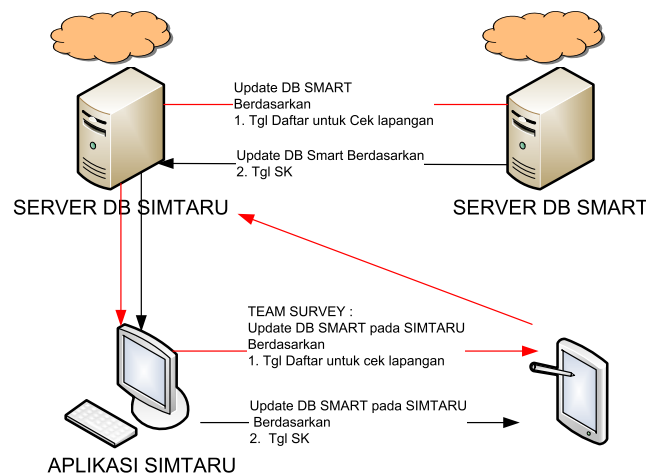 Update DB SMART
Berdasarkan
1. Tgl Daftar untuk Cek lapangan
Update DB Smart Berdasarkan
2. Tgl SK
SERVER DB SIMTARU
SERVER DB SMART
TEAM SURVEY :
Update DB SMART pada SIMTARU
Berdasarkan
1. Tgl Daftar untuk cek lapangan
Update DB SMART pada SIMTARU
Berdasarkan
2. Tgl SK
APLIKASI SIMTARU